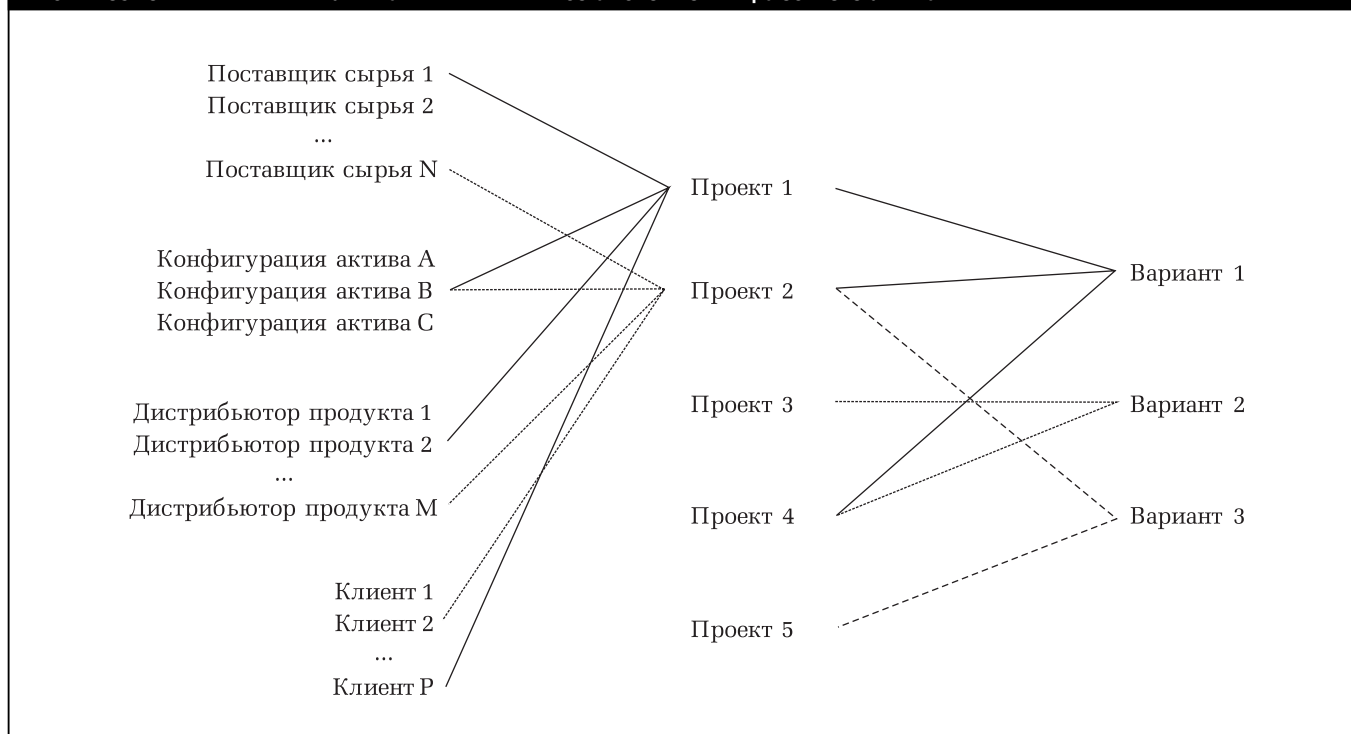 Поставщик сырья 1
Поставщик сырья 2
...
Поставщик сырья N
Конфигурация актива A
Конфигурация актива B
Конфигурация актива C
Дистрибьютор продукта 1
Дистрибьютор продукта 2
...
Дистрибьютор продукта M
Клиент 1
Клиент 2
...
Клиент P
Проект 1
Проект 2
Проект 3
Проект 4
Проект 5
Вариант 1
Вариант 2
Вариант 3